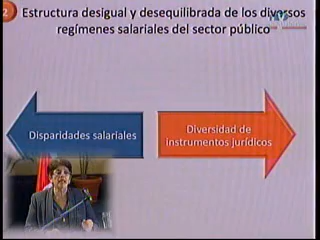 2
Estructura desigual y desequilibrada de los diversos
regímenes salariales del sector público
Disparidades salariales
Diversidad de
instrumentos jurídicos